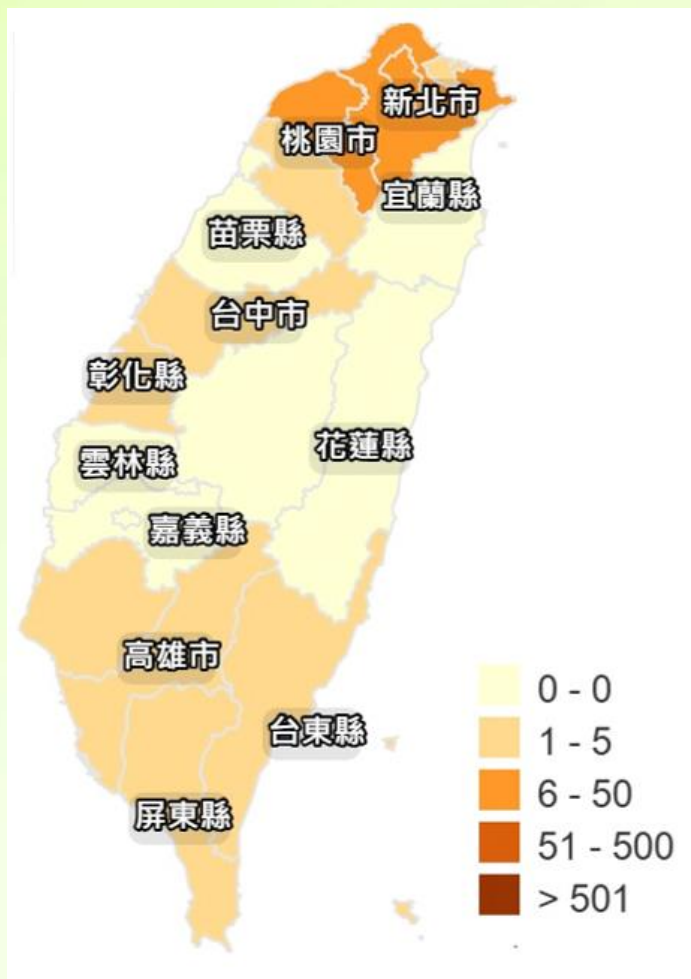 新北市
桃園市
宜蘭縣
苗栗縣
台中市
彰化縣
花蓮縣
雲林縣
嘉義縣
高雄市
台東縣
屏東縣
0 - 0
1 - 5
6 - 50
51 - 500
> 501